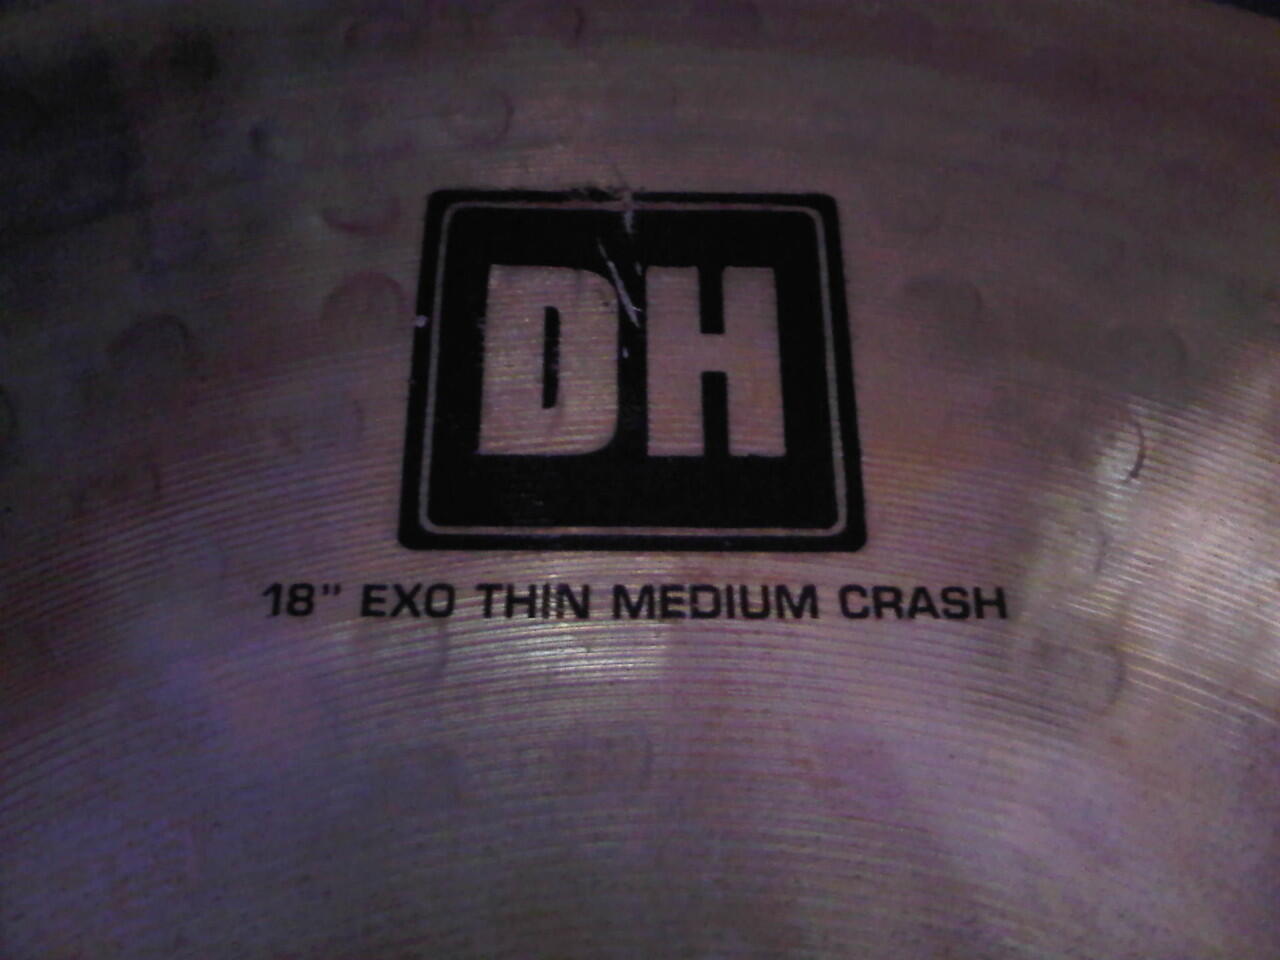 DH
18" EXO THIN MEDIUM CRASH